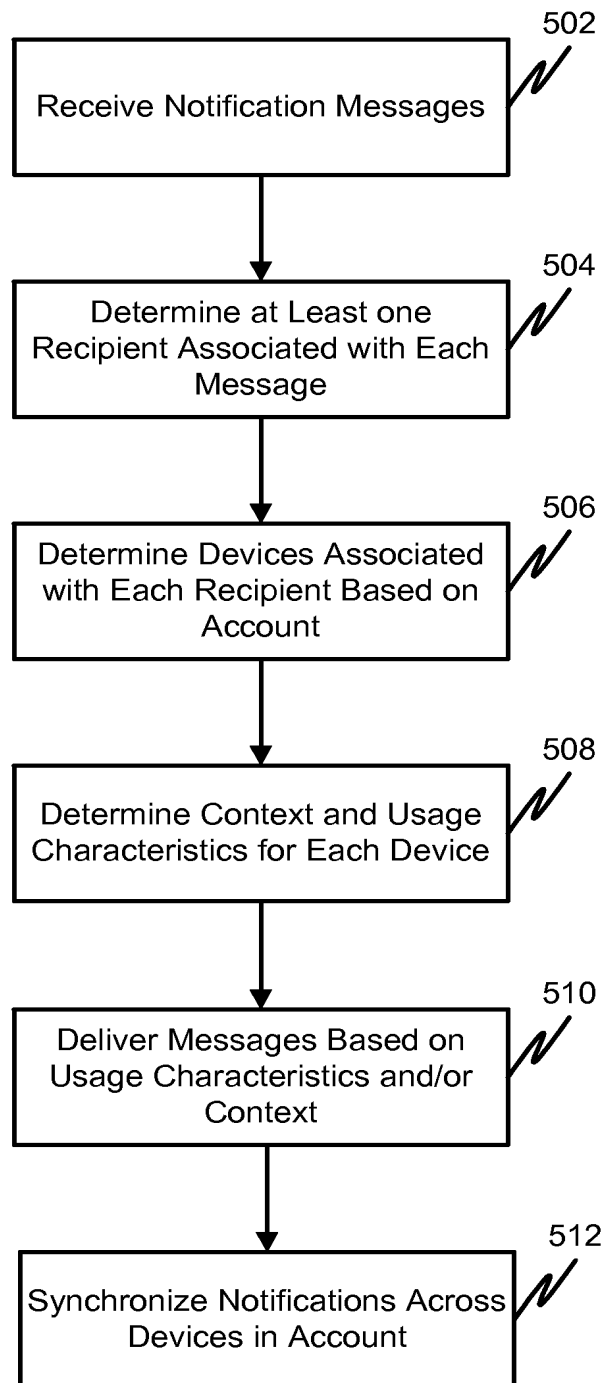 502
Receive Notification Messages
504
Determine at Least one
Recipient Associated with Each
Message
506
Determine Devices Associated
with Each Recipient Based on
Account
508
Determine Context and Usage
Characteristics for Each Device
510
Deliver Messages Based on
Usage Characteristics and/or
Context
512
Synchronize Notifications Across
Devices in Account